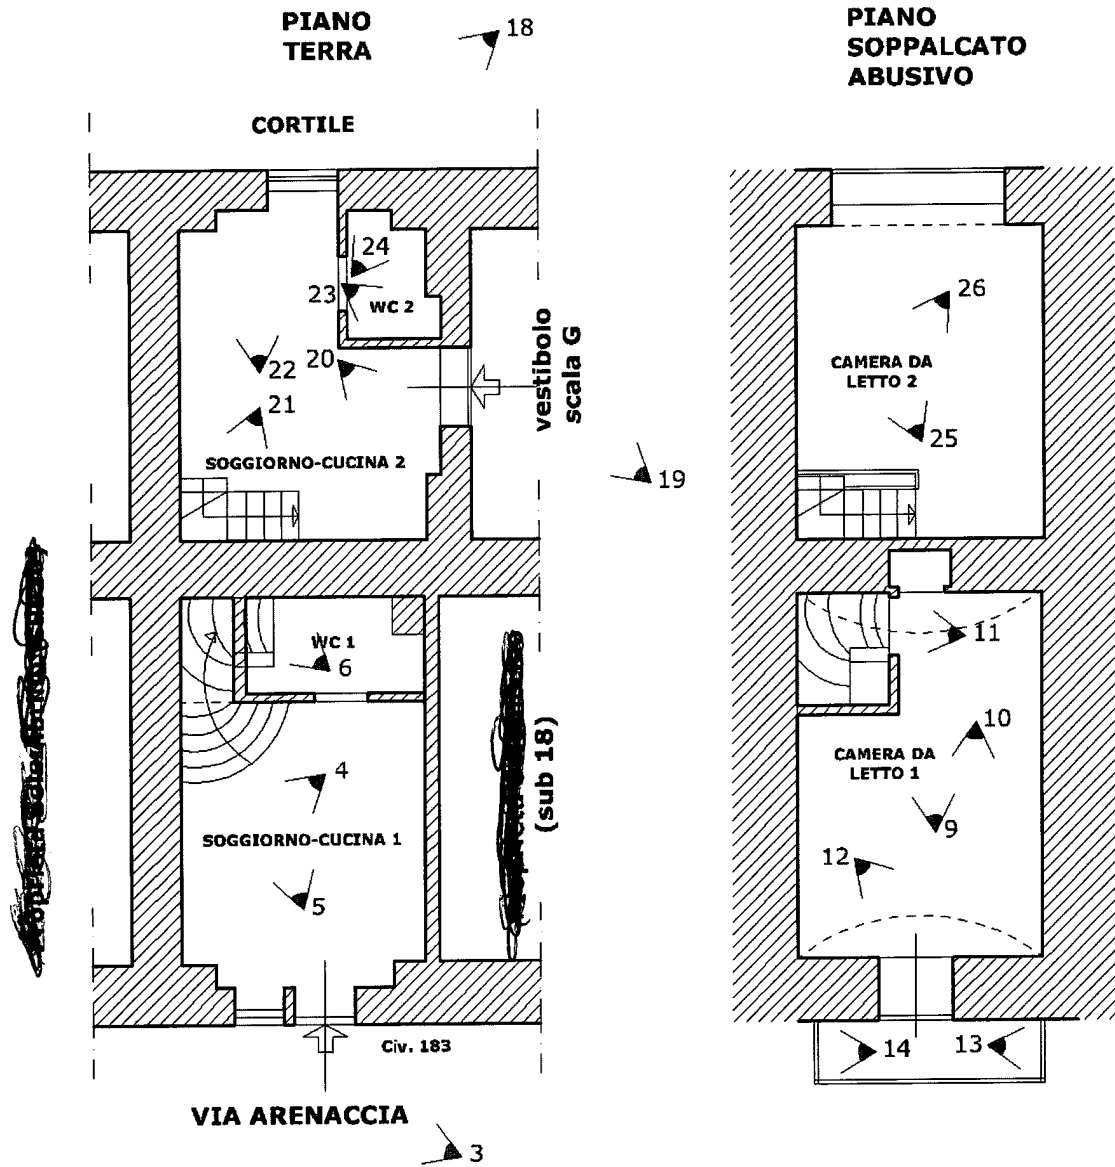 PIANO
TERRA
18
CORTILE
24
23
WC 2
22
20
21
SOGGIORNO-CUCINA 2
vestibolo
scala G
19
WC 1
6
4
SOGGIORNO-CUCINA 1
5
(sub 18)
Civ. 183
VIA ARENACCIA
3
PIANO
SOPPALCATO
ABUSIVO
26
CAMERA DA
LETTO 2
25
11
10
CAMERA DA
LETTO 1
9
12
14
13